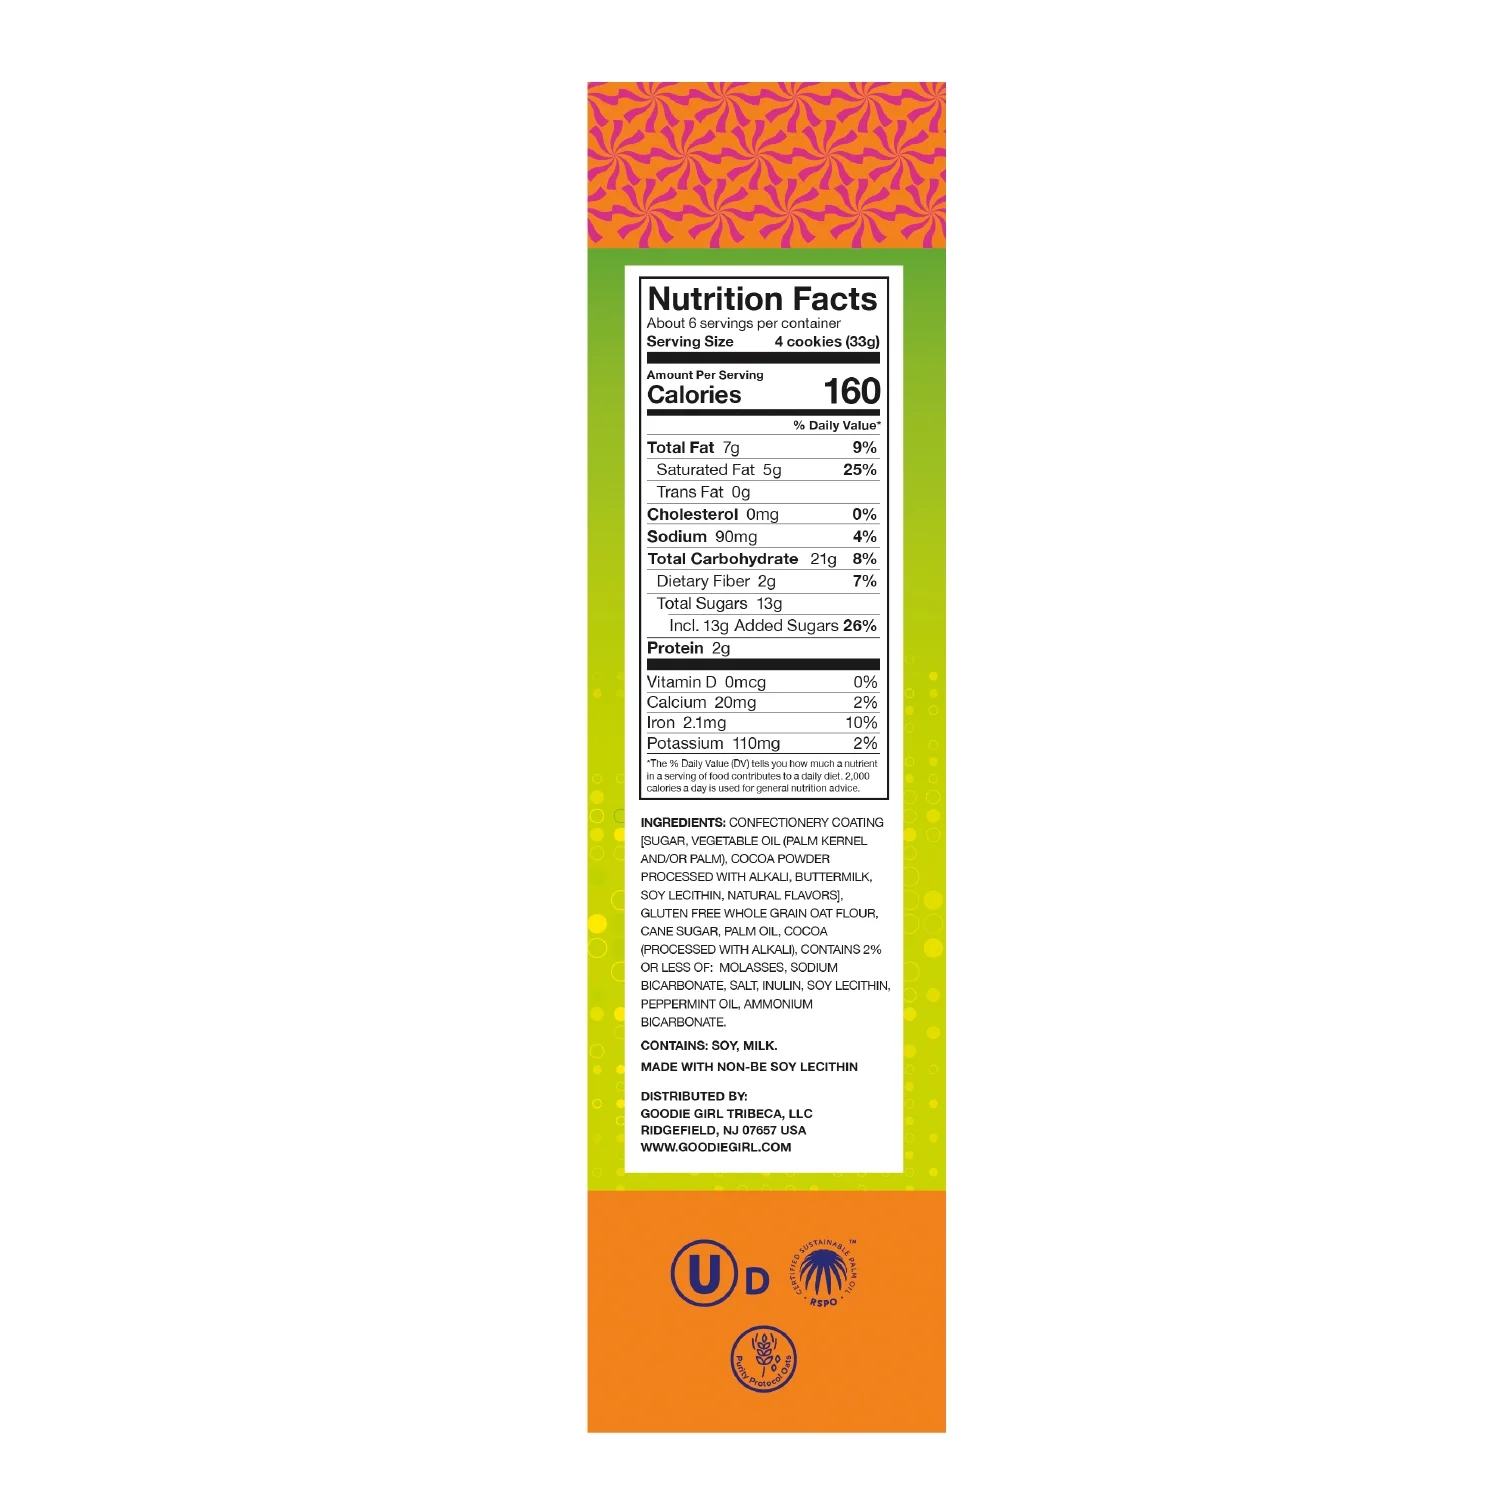 Nutrition Facts
About 6 servings per container
Serving Size 4 cookies (33g)
Amount Per Serving
Calories 160
% Daily Value*
Total Fat 7g 9%
Saturated Fat 5g 25%
Trans Fat 0g
Cholesterol 0mg 0%
Sodium 90mg 4%
Total Carbohydrate 21g 8%
Dietary Fiber 2g 7%
Total Sugars 13g
Incl. 13g Added Sugars 26%
Protein 2g
Vitamin D 0mcg 0%
Calcium 20mg 2%
Iron 2.1mg 10%
Potassium 110mg 2%
*The % Daily Value (DV) tells you how much a nutrient
in a serving of food contributes to a daily diet. 2,000
calories a day is used for general nutrition advice.
INGREDIENTS: CONFECTIONERY COATING
[SUGAR, VEGETABLE OIL (PALM KERNEL
AND/OR PALM), COCOA POWDER
PROCESSED WITH ALKALI, BUTTERMILK,
SOY LECITHIN, NATURAL FLAVORS],
GLUTEN FREE WHOLE GRAIN OAT FLOUR,
CANE SUGAR, PALM OIL, COCOA
(PROCESSED WITH ALKALI), CONTAINS 2%
OR LESS OF: MOLASSES, SODIUM
BICARBONATE, SALT, INULIN, SOY LECITHIN,
PEPPERMINT OIL, AMMONIUM
BICARBONATE.
CONTAINS: SOY, MILK.
MADE WITH NON-BE SOY LECITHIN
DISTRIBUTED BY:
GOODIE GIRL TRIBECA, LLC
RIDGEFIELD, NJ 07657 USA
WWW.GOODIEGIRL.COM
U D
CERTIFIED SUSTAINABLE PALM OIL ™
RSPO
Purity Protocol Oats